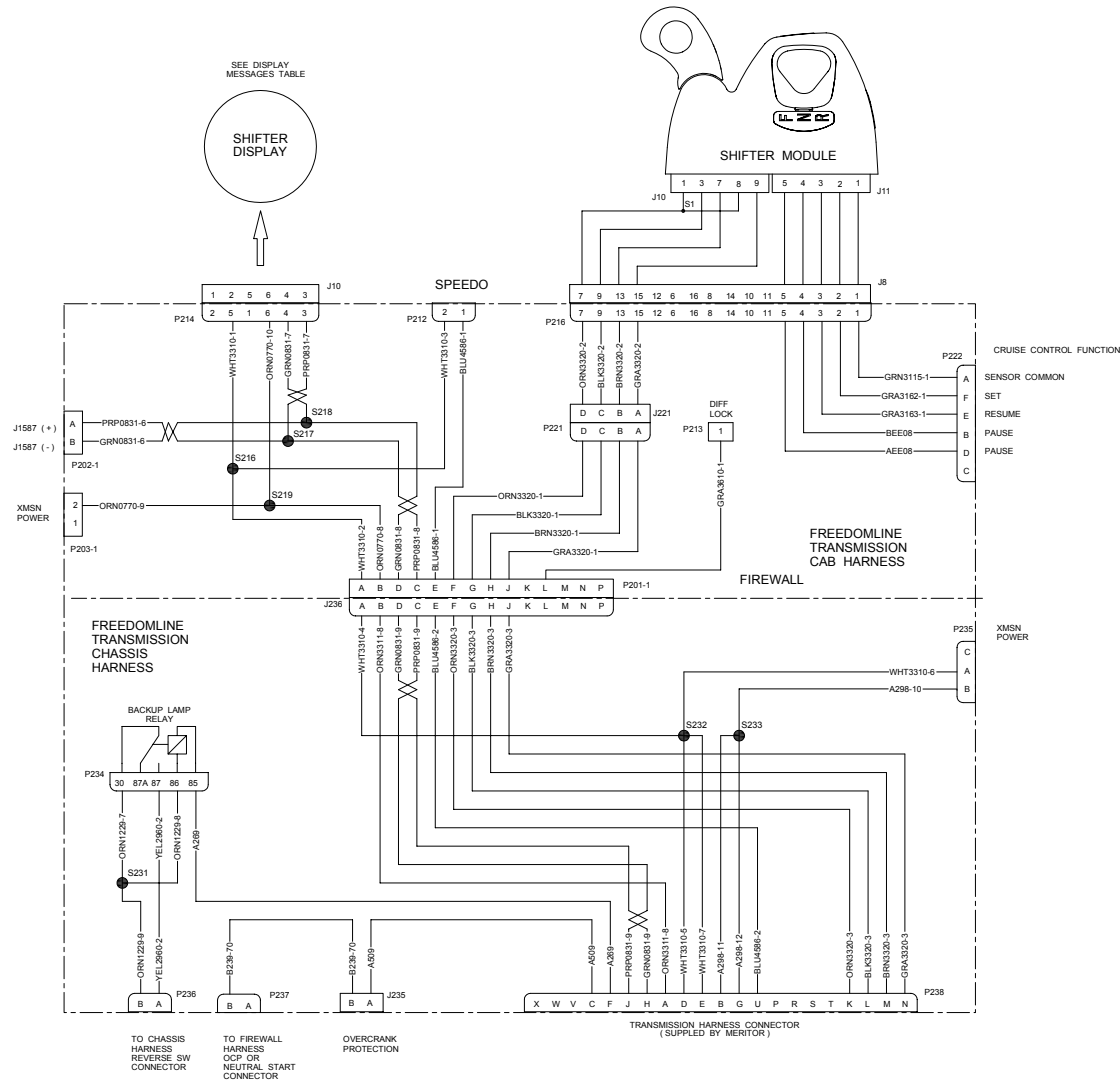 SEE DISPLAY
MESSAGES TABLE
SHIFTER
DISPLAY
F N R
SHIFTER MODULE
1 3 7 8 9
5 4 3 2 1
J10
S1
J11
J10
1 2 5 6 4 3
2 5 1 6 4 3
P214
SPEEDO
P212
2 1
J8
7 9 13 15 12 6 16 8 14 10 11 5 4 3 2 1
7 9 13 15 12 6 16 8 14 10 11 5 4 3 2 1
P216
WHT3310-1
ORN0770-10
GRN0831-7
PRP0831-7
WHT3310-3
BLU4586-1
ORN3320-2
BLK3320-2
BRN3320-2
GRA3320-2
P222
CRUISE CONTROL FUNCTION
GRN3115-1
A
SENSOR COMMON
GRA3162-1
F
SET
GRA3163-1
E
RESUME
BEE08
B
PAUSE
AEE08
D
PAUSE
C
J1587 (+)
A
PRP0831-6
J1587 (-)
B
GRN0831-6
P202-1
S218
S217
S216
S219
D C B A
J221
D C B A
P221
DIFF
LOCK
P213
1
GRA3610-1
XMSN
POWER
2
1
ORN0770-9
P203-1
ORN3320-1
BLK3320-1
BRN3320-1
GRA3320-1
FREEDOMLINE
TRANSMISSION
CAB HARNESS
WHT3310-2
ORN0770-8
GRN0831-8
PRP0831-8
BLU4586-1
A B D C E F G H J K L M N P
P201-1
FIREWALL
J236
A B D C E F G H J K L M N P
FREEDOMLINE
TRANSMISSION
CHASSIS
HARNESS
WHT3310-4
ORN3311-8
GRN0831-9
PRP0831-9
BLU4586-2
ORN3320-3
BLK3320-3
BRN3320-3
GRA3320-3
P235
XMSN
POWER
C
WHT3310-6
A
A298-10
B
S232
S233
BACKUP LAMP
RELAY
P234
30 87A 87 86 85
ORN1229-7
YEL2960-2
ORN1229-8
A269
S231
ORN1229-9
YEL2960-2
B239-70
B239-70
A509
A509
A269
PRP0831-9
GRN0831-9
ORN3311-8
WHT3310-5
WHT3310-7
A298-11
A298-12
BLU4586-2
ORN3320-3
BLK3320-3
BRN3320-3
GRA3320-3
B A
P236
B A
P237
B A
J235
X W V C F J H A D E B G U P R S T K L M N
P238
TO CHASSIS
HARNESS
REVERSE SW
CONNECTOR
TO FIREWALL
HARNESS
OCP OR
NEUTRAL START
CONNECTOR
OVERCRANK
PROTECTION
TRANSMISSION HARNESS CONNECTOR
( SUPPLED BY MERITOR )